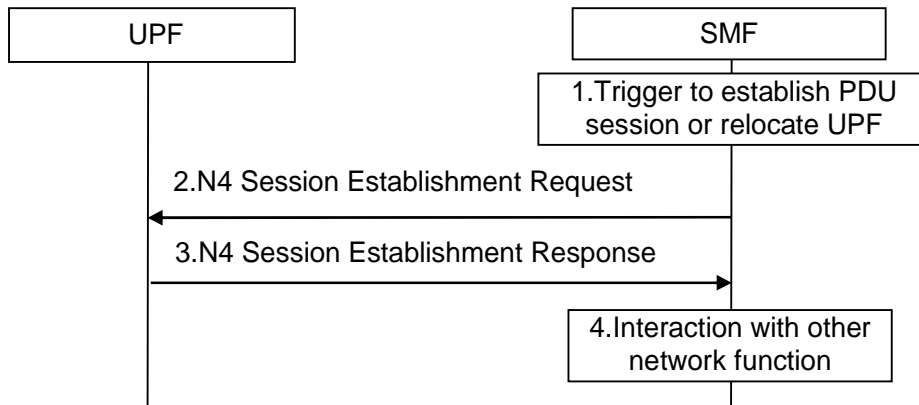 UPF
SMF
1.Trigger to establish PDU
session or relocate UPF
2.N4 Session Establishment Request
3.N4 Session Establishment Response
4.Interaction with other
network function